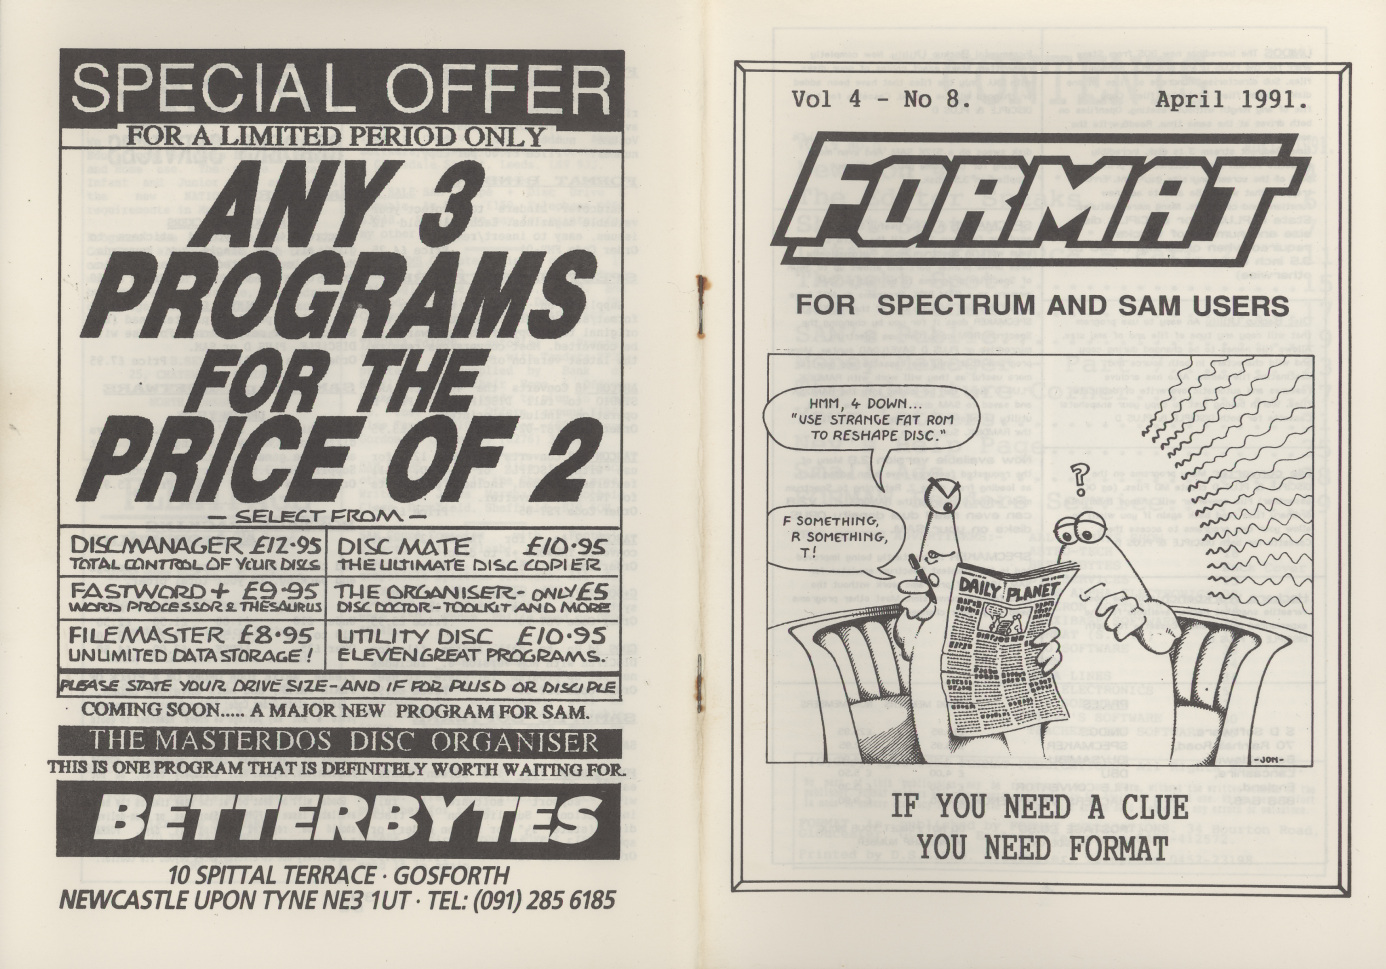 SPECIAL OFFER
FOR A LIMITED PERIOD ONLY
ANY 3
PROGRAMS
FOR THE
PRICE OF 2
— SELECT FROM —
DISCMANAGER £12·95
TOTAL CONTROL OF YOUR DISCS
DISC MATE £10·95
THE ULTIMATE DISC COPIER
FASTWORD + £9·95
WORD PROCESSOR & THESAURUS
THE ORGANISER - ONLY £5
DISC DOCTOR - TOOLKIT AND MORE
FILEMASTER £8·95
UNLIMITED DATA STORAGE!
UTILITY DISC £10·95
ELEVEN GREAT PROGRAMS.
PLEASE STATE YOUR DRIVE SIZE - AND IF FOR PLUS D OR DISCIPLE
COMING SOON..... A MAJOR NEW PROGRAM FOR SAM.
THE MASTERDOS DISC ORGANISER
THIS IS ONE PROGRAM THAT IS DEFINITELY WORTH WAITING FOR.
BETTERBYTES
10 SPITTAL TERRACE · GOSFORTH
NEWCASTLE UPON TYNE NE3 1UT · TEL: (091) 285 6185
Vol 4 - No 8. April 1991.
FORMAT
FOR SPECTRUM AND SAM USERS
HMM, 4 DOWN...
"USE STRANGE FAT ROM
TO RESHAPE DISC."
?
F SOMETHING,
R SOMETHING,
T!
DAILY PLANET
-JON-
IF YOU NEED A CLUE
YOU NEED FORMAT